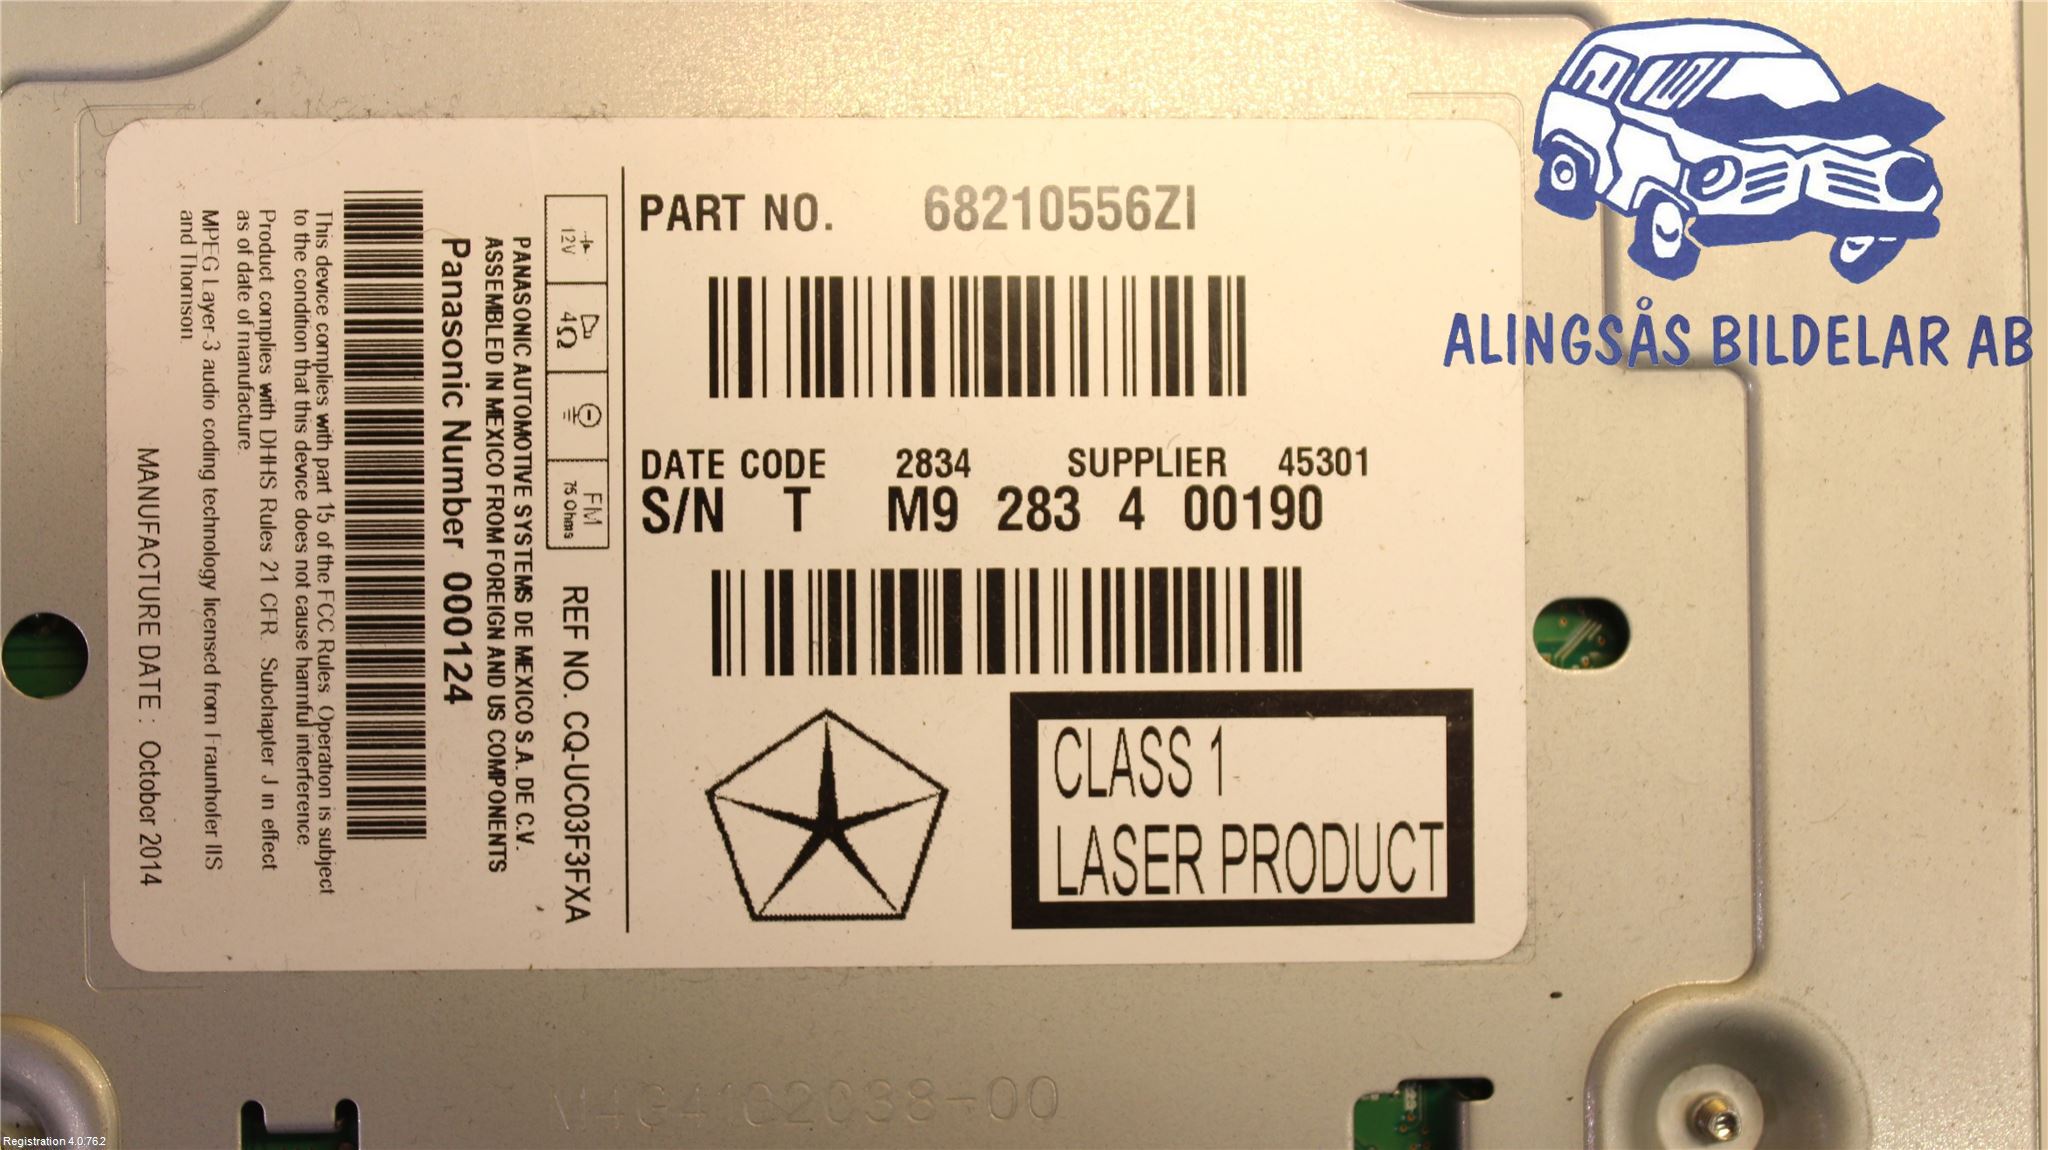 PART NO. 68210556ZI
DATE CODE 2834 SUPPLIER 45301
S/N T M9 283 4 00190
CLASS 1
LASER PRODUCT
12V
4Ω
FM
75 Ohms
REF NO. CQ-UC03F3FXA
PANASONIC AUTOMOTIVE SYSTEMS DE MEXICO S.A. DE C.V.
ASSEMBLED IN MEXICO FROM FOREIGN AND US COMPONENTS
Panasonic Number 000124
This device complies with part 15 of the FCC Rules. Operation is subject
to the condition that this device does not cause harmful interference.
Product complies with DHHS Rules 21 CFR. Subchapter J in effect
as of date of manufacture.
MPEG Layer-3 audio coding technology licensed from Fraunhofer IIS
and Thomson.
MANUFACTURE DATE : October 2014
ALINGSÅS BILDELAR AB
Registration 4.0.762